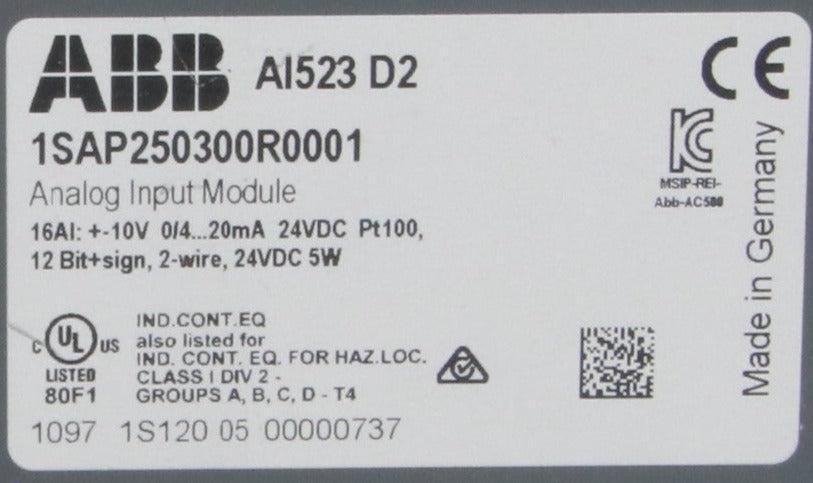 ABB AI523 D2
CE
1SAP250300R0001
Analog Input Module
16AI: +-10V 0/4...20mA 24VDC Pt100,
12 Bit+sign, 2-wire, 24VDC 5W
KC
MSIP-REI-
Abb-AC580
Made in Germany
C UL US
LISTED
80F1
IND.CONT.EQ
also listed for
IND. CONT. EQ. FOR HAZ.LOC.
CLASS I DIV 2 -
GROUPS A, B, C, D - T4
1097 1S120 05 00000737